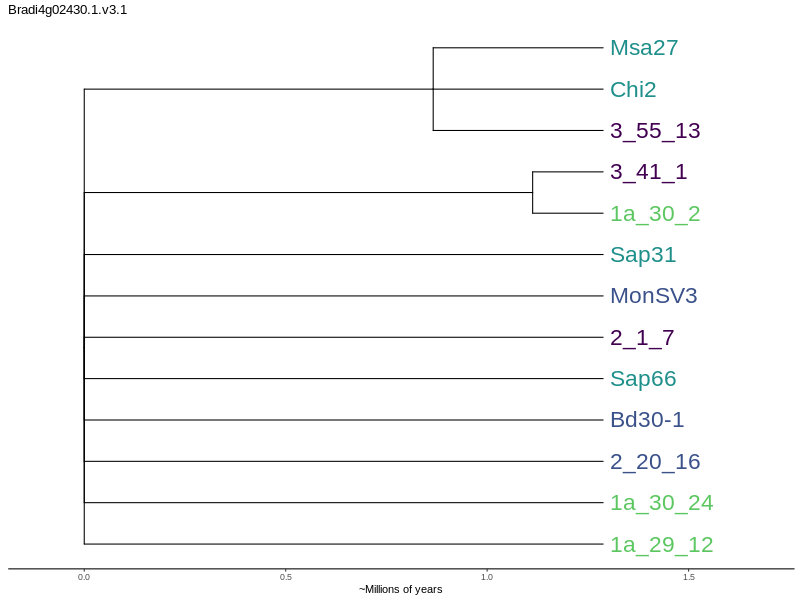 Bradi4g02430.1.v3.1
Msa27
Chi2
3_55_13
3_41_1
1a_30_2
Sap31
MonSV3
2_1_7
Sap66
Bd30-1
2_20_16
1a_30_24
1a_29_12
0.0 0.5 1.0 1.5
~Millions of years